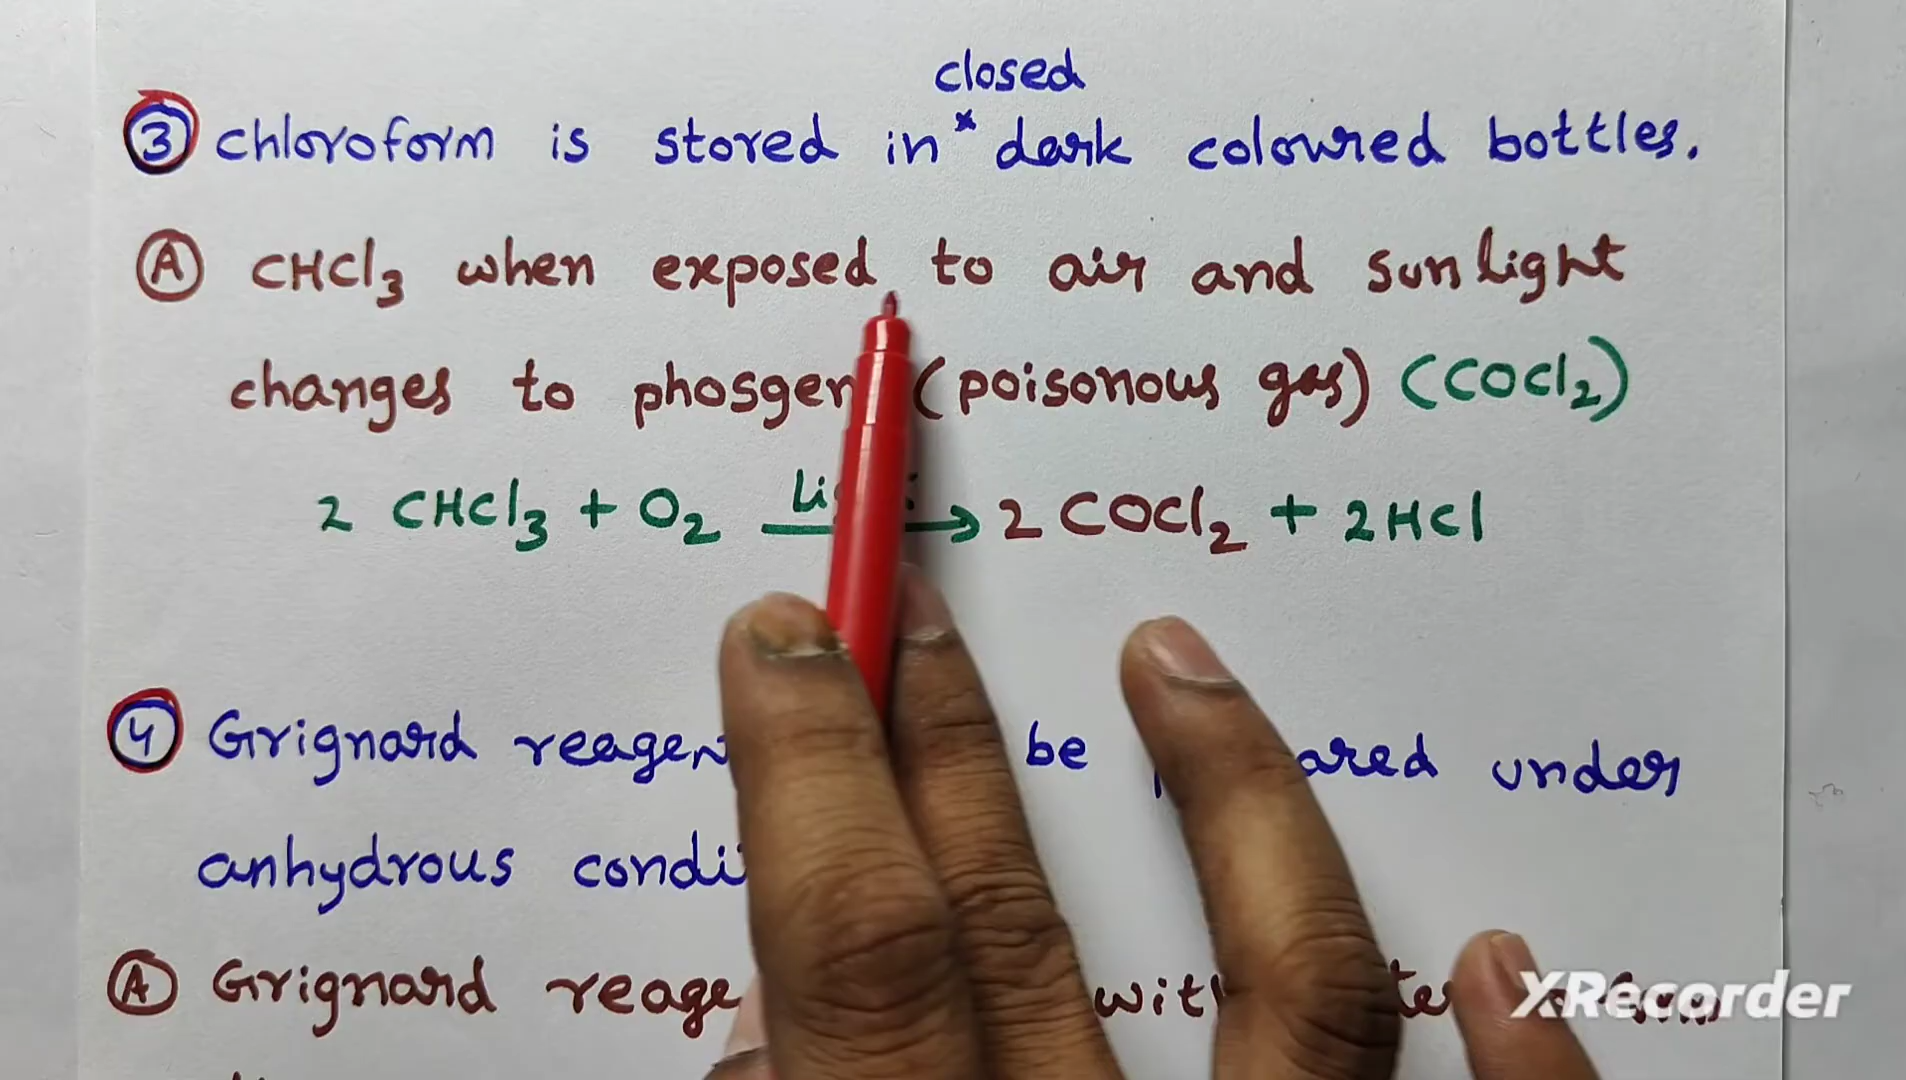 closed
3 chloroform is stored in * dark coloured bottles.
A CHCl3 when exposed to air and sunlight
changes to phosgen (poisonous gas) (COCl2)
2 CHCl3 + O2 → 2 COCl2 + 2HCl
4 Grignard be under
anhydrous
A Grignard
XRecorder